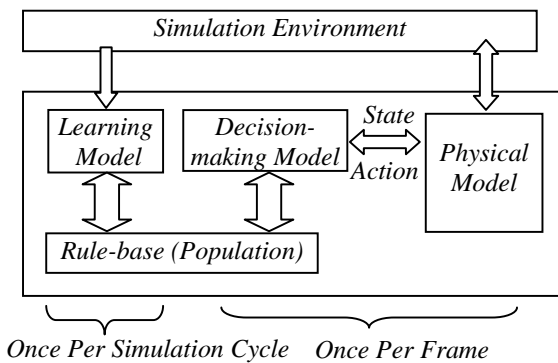 Simulation Environment
Learning
Model
Decision-
making Model
State
Action
Physical
Model
Rule-base (Population)
Once Per Simulation Cycle
Once Per Frame